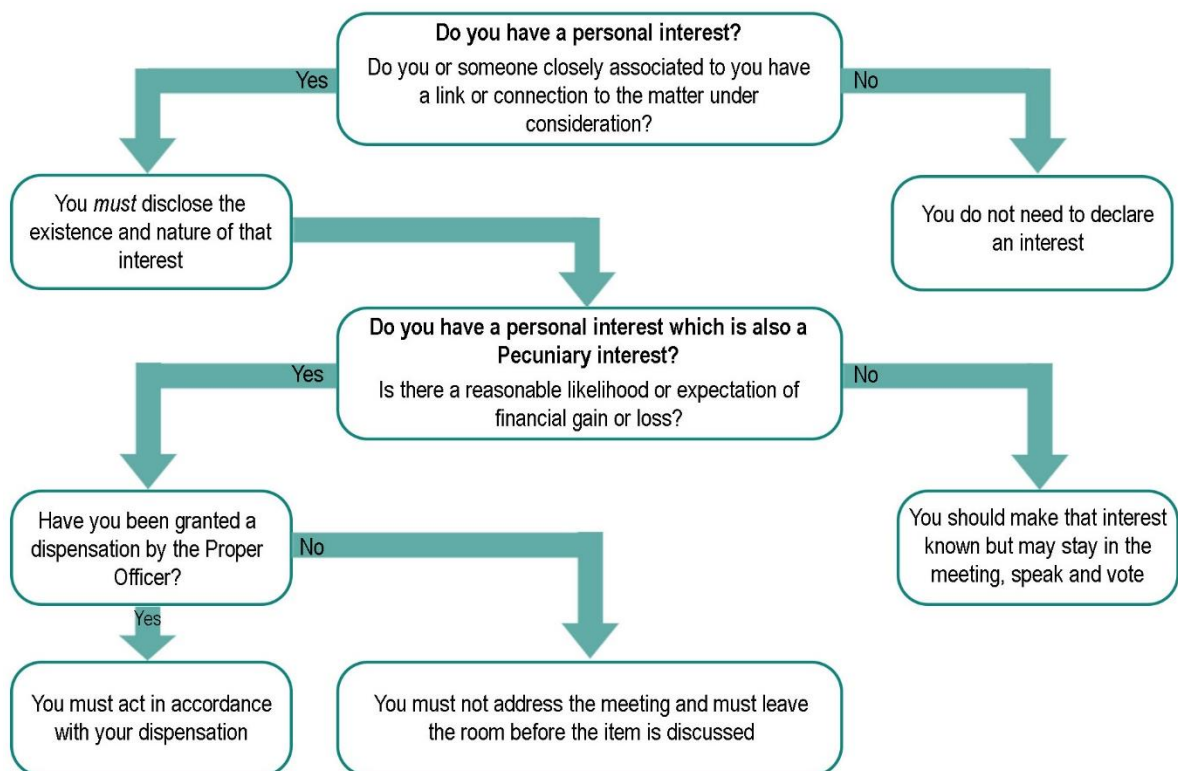 Do you have a personal interest?
Do you or someone closely associated to you have
a link or connection to the matter under
consideration?
Yes
No
You must disclose the
existence and nature of that
interest
You do not need to declare
an interest
Do you have a personal interest which is also a
Pecuniary interest?
Is there a reasonable likelihood or expectation of
financial gain or loss?
Yes
No
Have you been granted a
dispensation by the Proper
Officer?
No
You should make that interest
known but may stay in the
meeting, speak and vote
Yes
You must act in accordance
with your dispensation
You must not address the meeting and must leave
the room before the item is discussed